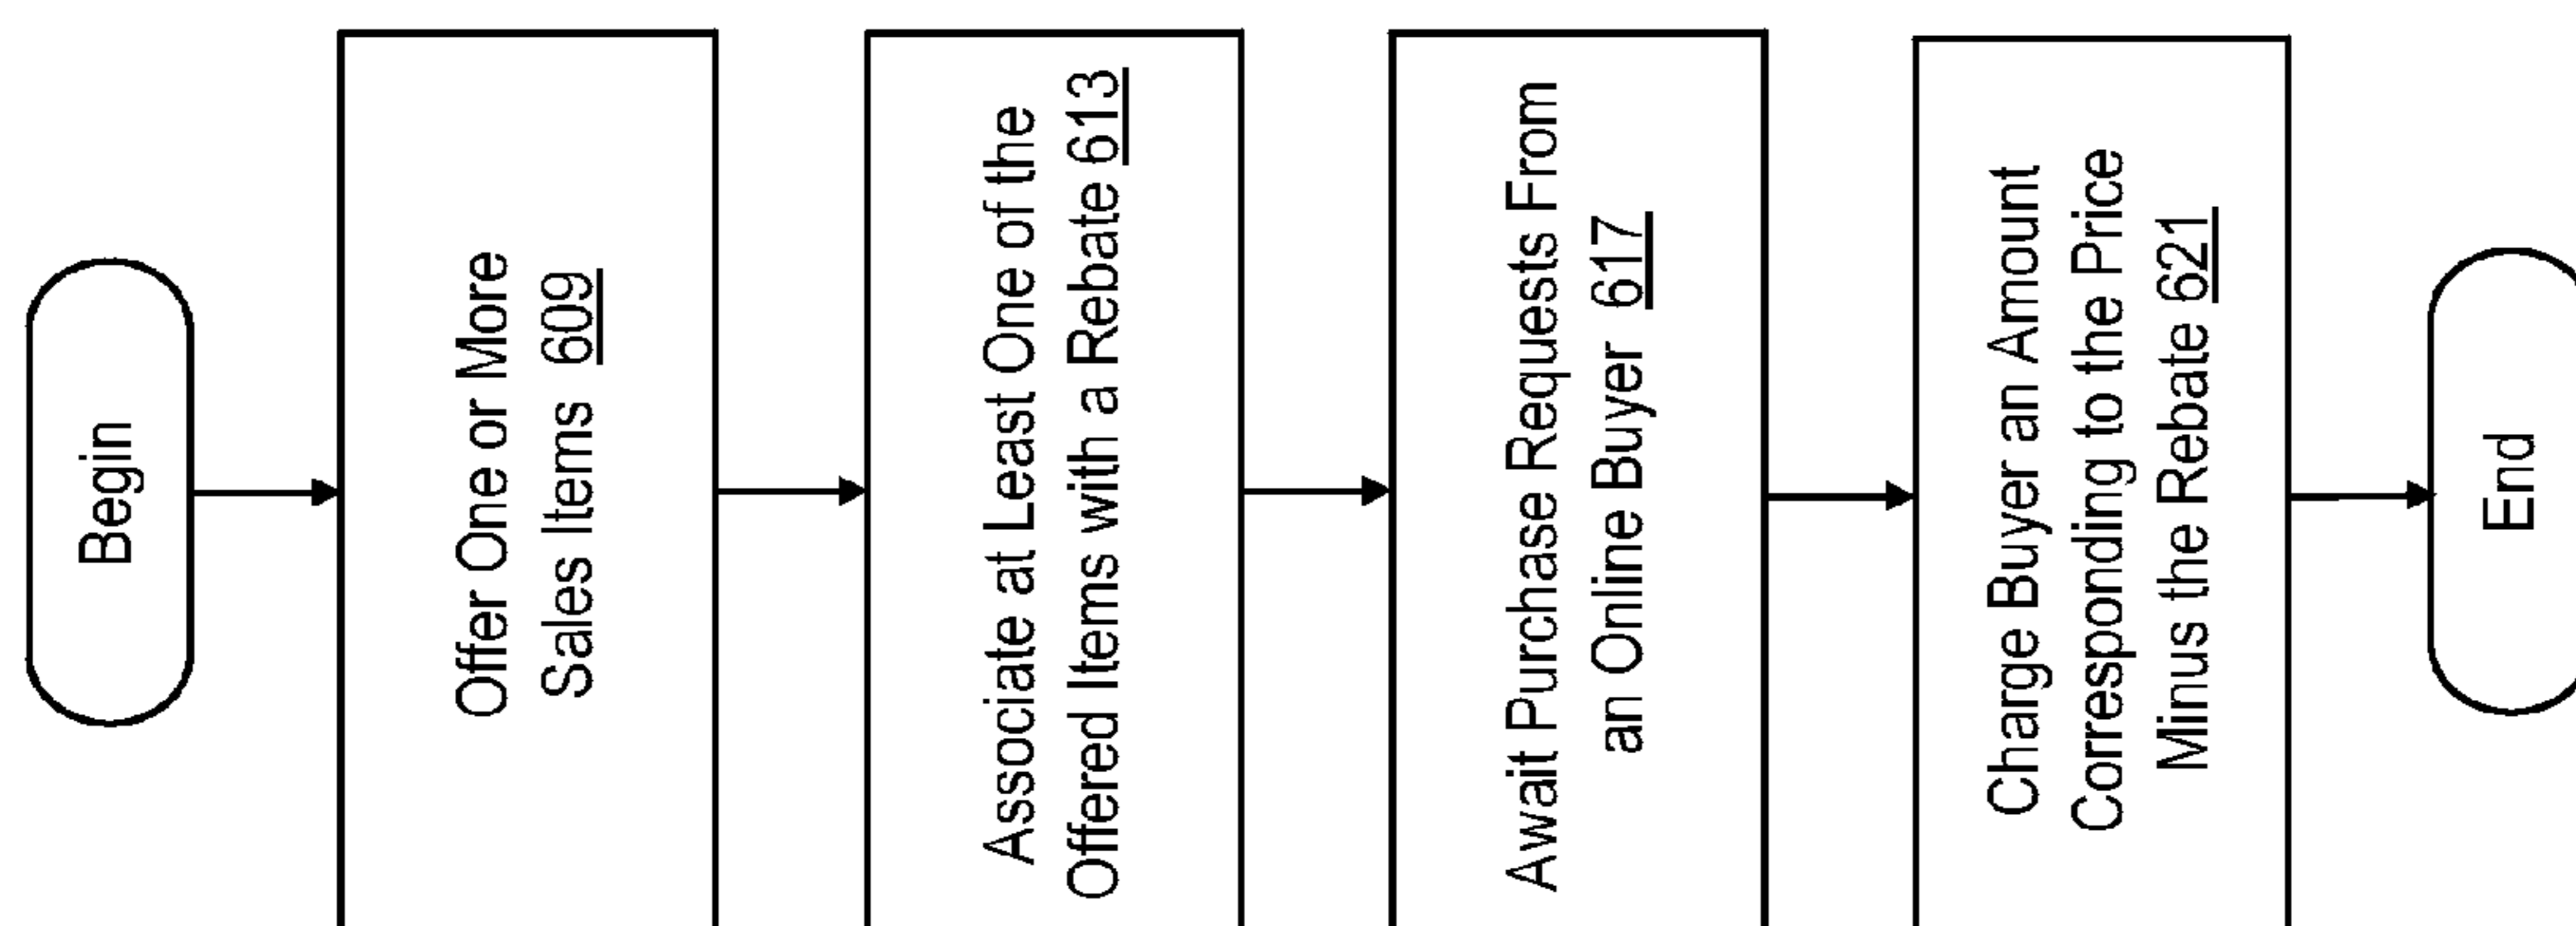 Begin
Offer One or More
Sales Items 609
Associate at Least One of the
Offered Items with a Rebate 613
Await Purchase Requests From
an Online Buyer 617
Charge Buyer an Amount
Corresponding to the Price
Minus the Rebate 621
End